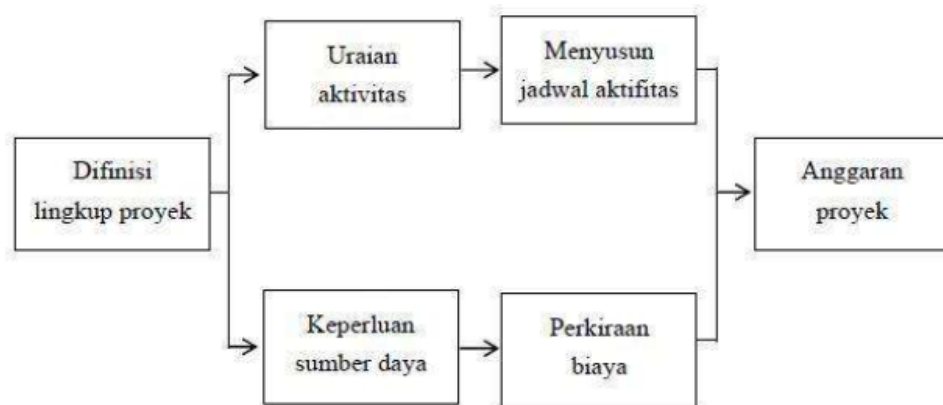 Uraian
aktivitas
Menyusun
jadwal aktifitas
Difinisi
lingkup proyek
Anggaran
proyek
Keperluan
sumber daya
Perkiraan
biaya